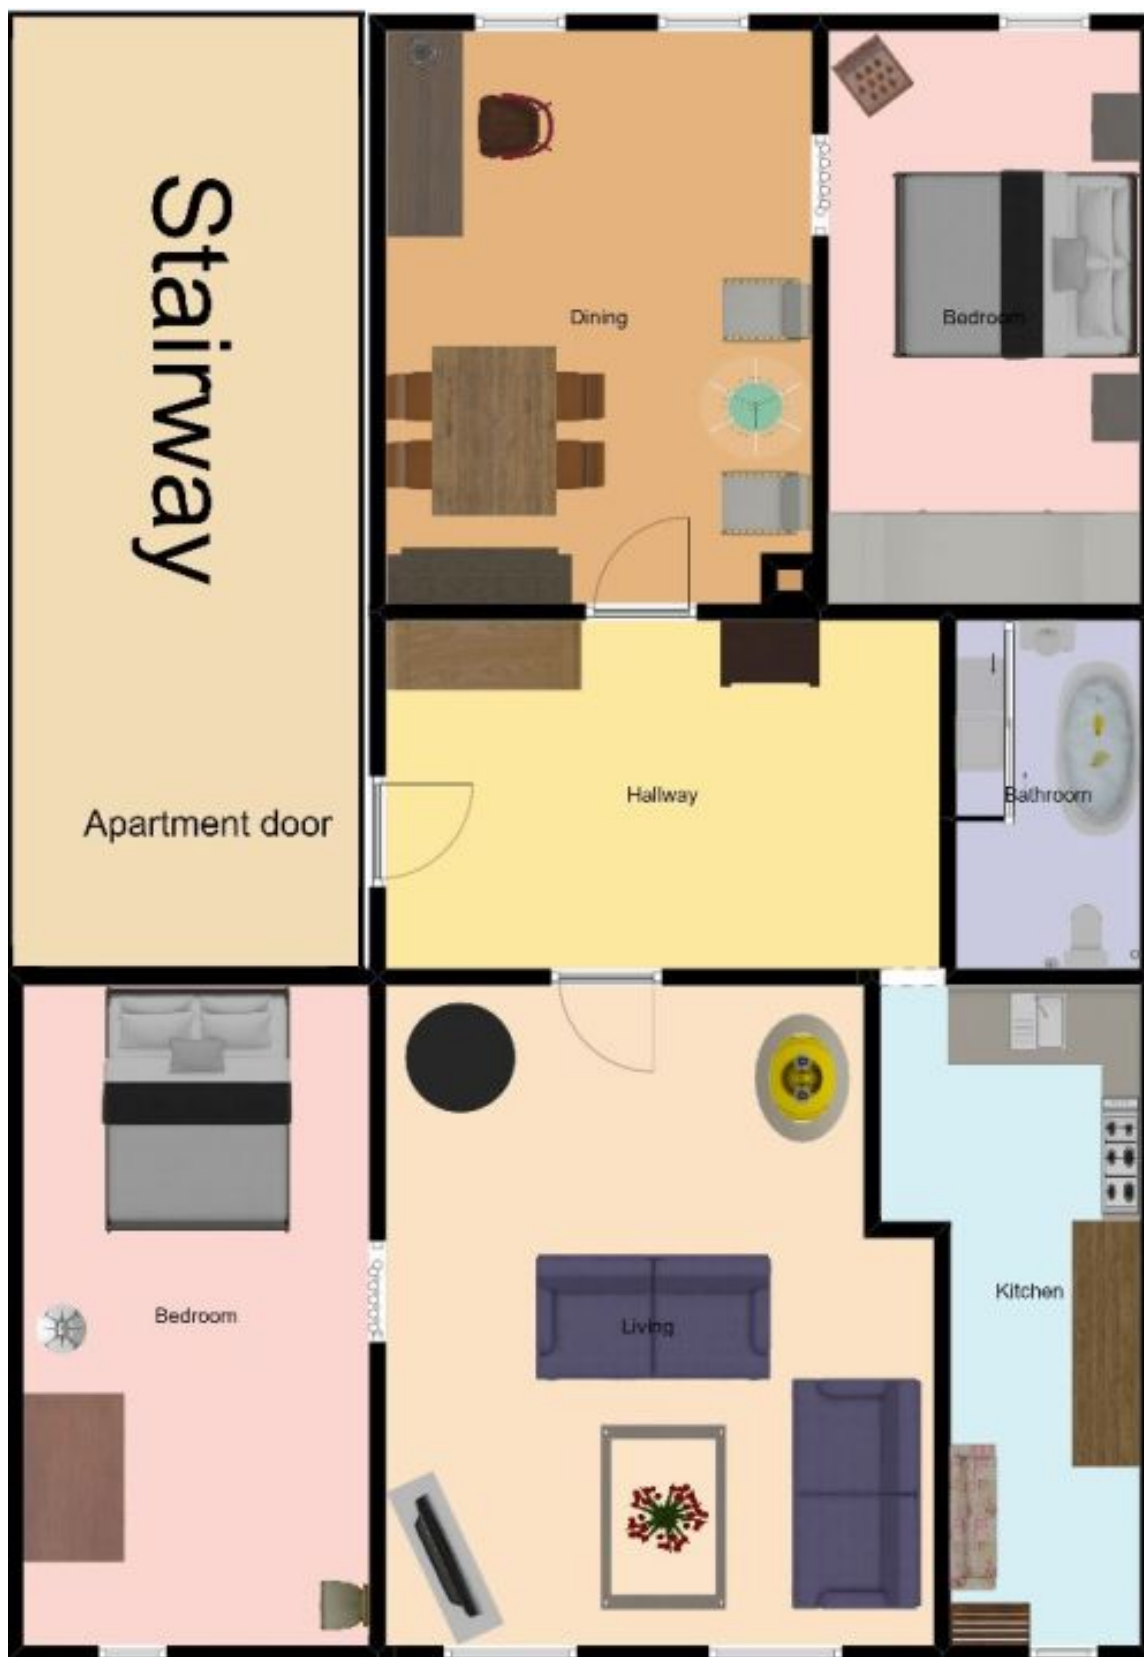 Stairway
Dining
Bedroom
Apartment door
Hallway
Bathroom
Bedroom
Living
Kitchen